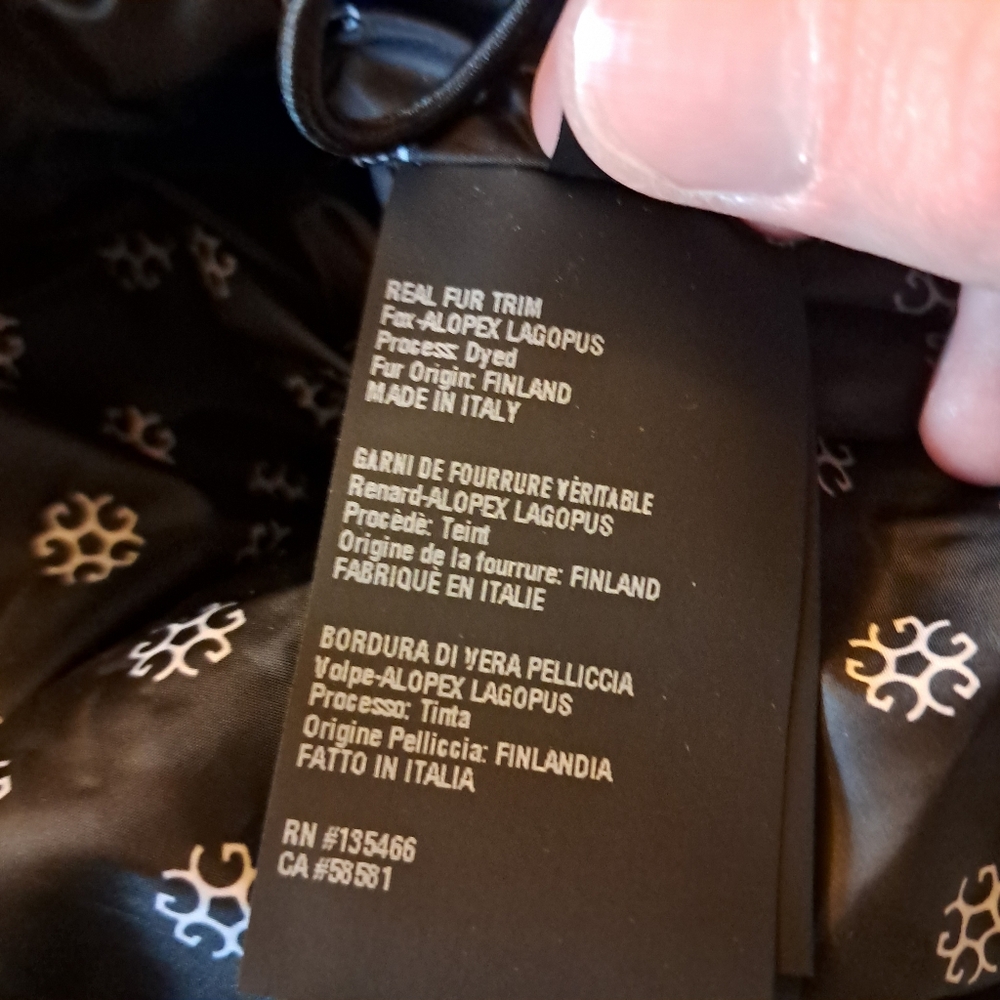 REAL FUR TRIM
Fox-ALOPEX LAGOPUS
Process: Dyed
Fur Origin: FINLAND
MADE IN ITALY
GARNI DE FOURRURE VÈRITABLE
Renard-ALOPEX LAGOPUS
Procèdè: Teint
Origine de la fourrure: FINLAND
FABRIQUÈ EN ITALIE
BORDURA DI VERA PELLICCIA
Volpe-ALOPEX LAGOPUS
Processo: Tinta
Origine Pelliccia: FINLANDIA
FATTO IN ITALIA
RN #135466
CA #58581